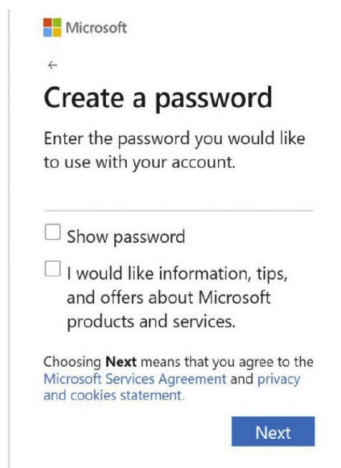 Microsoft
←
Create a password
Enter the password you would like
to use with your account.
Show password
I would like information, tips,
and offers about Microsoft
products and services.
Choosing Next means that you agree to the
Microsoft Services Agreement and privacy
and cookies statement.
Next